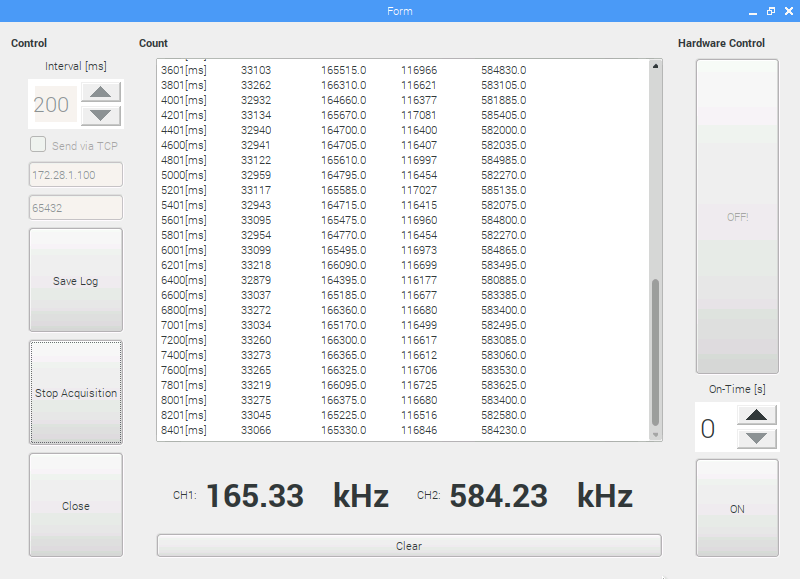 Form
Control
Count
Hardware Control
Interval [ms]
200
Send via TCP
172.28.1.100
65432
Save Log
Stop Acquisition
Close
3601[ms] 33103 165515.0 116966 584830.0
3801[ms] 33262 166310.0 116621 583105.0
4001[ms] 32932 164660.0 116377 581885.0
4201[ms] 33134 165670.0 117081 585405.0
4401[ms] 32940 164700.0 116400 582000.0
4600[ms] 32941 164705.0 116407 582035.0
4801[ms] 33122 165610.0 116997 584985.0
5000[ms] 32959 164795.0 116454 582270.0
5201[ms] 33117 165585.0 117027 585135.0
5401[ms] 32943 164715.0 116415 582075.0
5601[ms] 33095 165475.0 116960 584800.0
5801[ms] 32954 164770.0 116454 582270.0
6001[ms] 33099 165495.0 116973 584865.0
6201[ms] 33218 166090.0 116699 583495.0
6400[ms] 32879 164395.0 116177 580885.0
6600[ms] 33037 165185.0 116677 583385.0
6800[ms] 33272 166360.0 116680 583400.0
7001[ms] 33034 165170.0 116499 582495.0
7200[ms] 33260 166300.0 116617 583085.0
7400[ms] 33273 166365.0 116612 583060.0
7600[ms] 33265 166325.0 116706 583530.0
7801[ms] 33219 166095.0 116725 583625.0
8001[ms] 33275 166375.0 116680 583400.0
8201[ms] 33045 165225.0 116516 582580.0
8401[ms] 33066 165330.0 116846 584230.0
CH1: 165.33 kHz CH2: 584.23 kHz
Clear
OFF!
On-Time [s]
0
ON